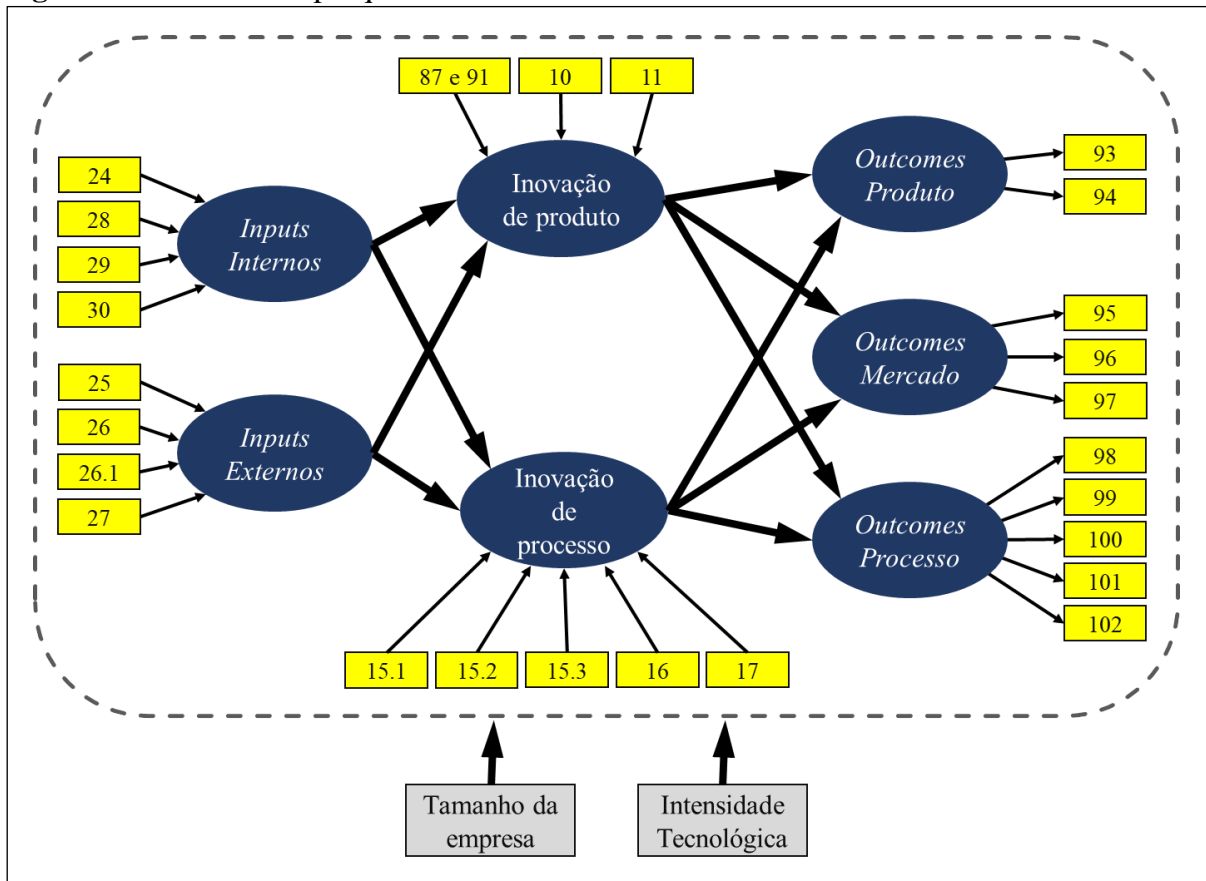 87 e 91
10
11
24
28
29
30
Inputs
Internos
Inovação
de produto
Outcomes
Produto
93
94
25
26
26.1
27
Inputs
Externos
Inovação
de
processo
Outcomes
Mercado
95
96
97
Outcomes
Processo
98
99
100
101
102
15.1
15.2
15.3
16
17
Tamanho da
empresa
Intensidade
Tecnológica